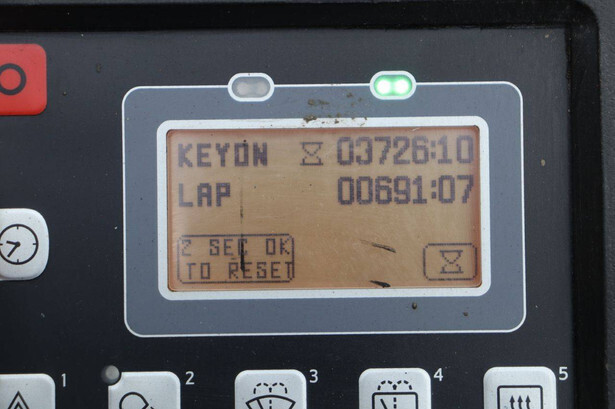 KEYON 03726:10
LAP 00691:07
2 SEC OK
TO RESET
1 2 3 4 5